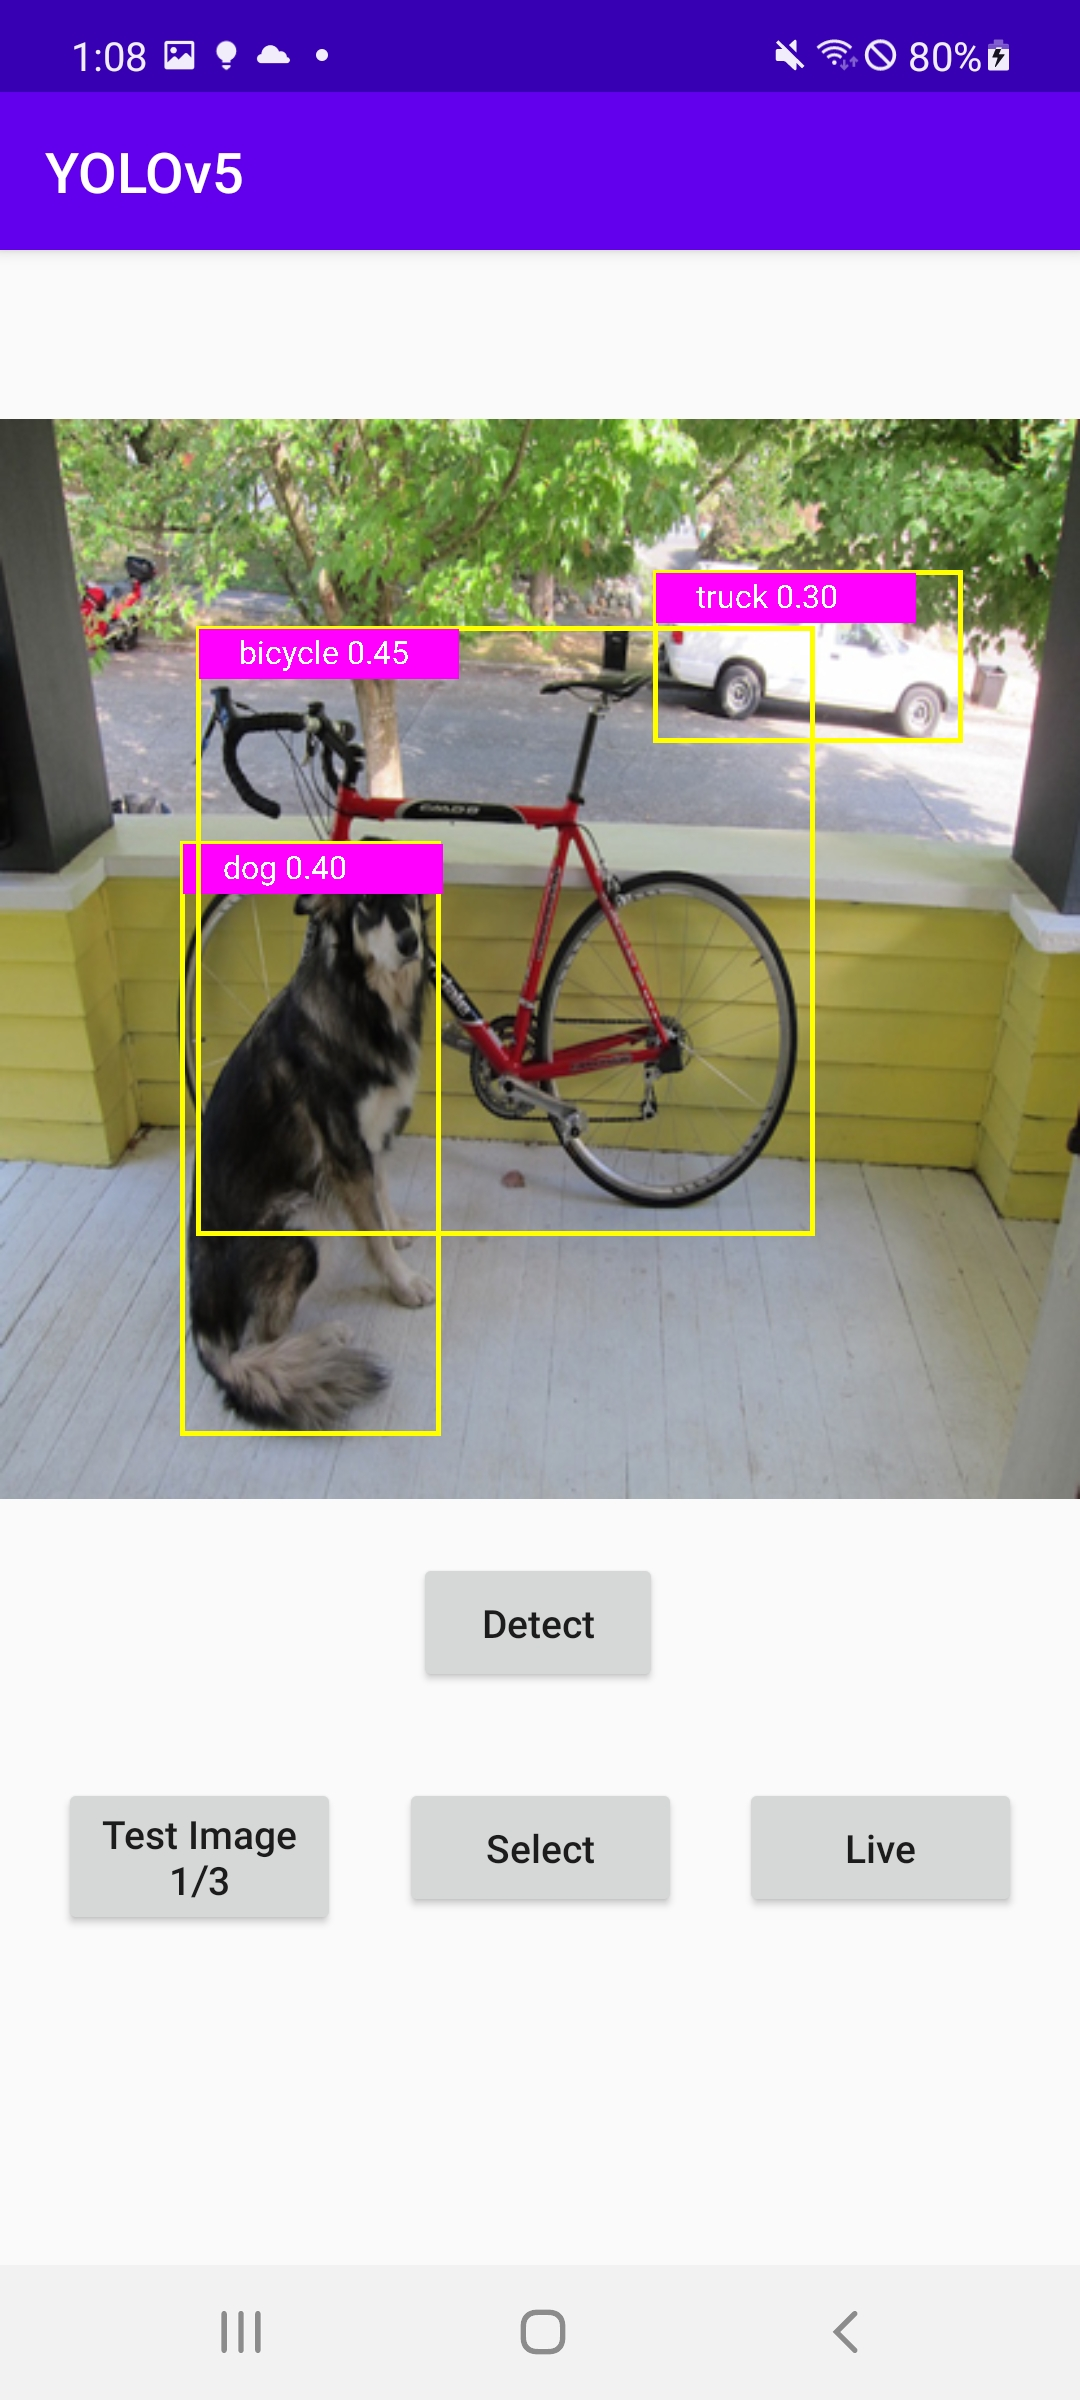 1:08
80%
YOLOv5
truck 0.30
bicycle 0.45
dog 0.40
Detect
Test Image
1/3
Select
Live